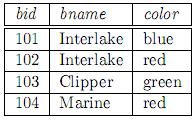 bid bname color
101 Interlake blue
102 Interlake red
103 Clipper green
104 Marine red